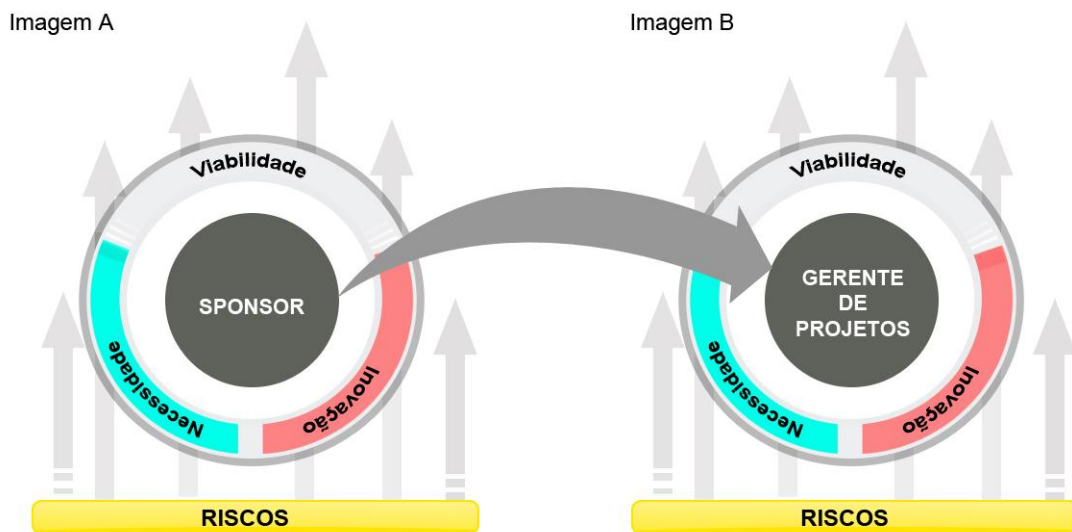 Imagem A
Viabilidade
SPONSOR
Necessidade
Inovação
RISCOS
Imagem B
Viabilidade
GERENTE
DE
PROJETOS
Necessidade
Inovação
RISCOS